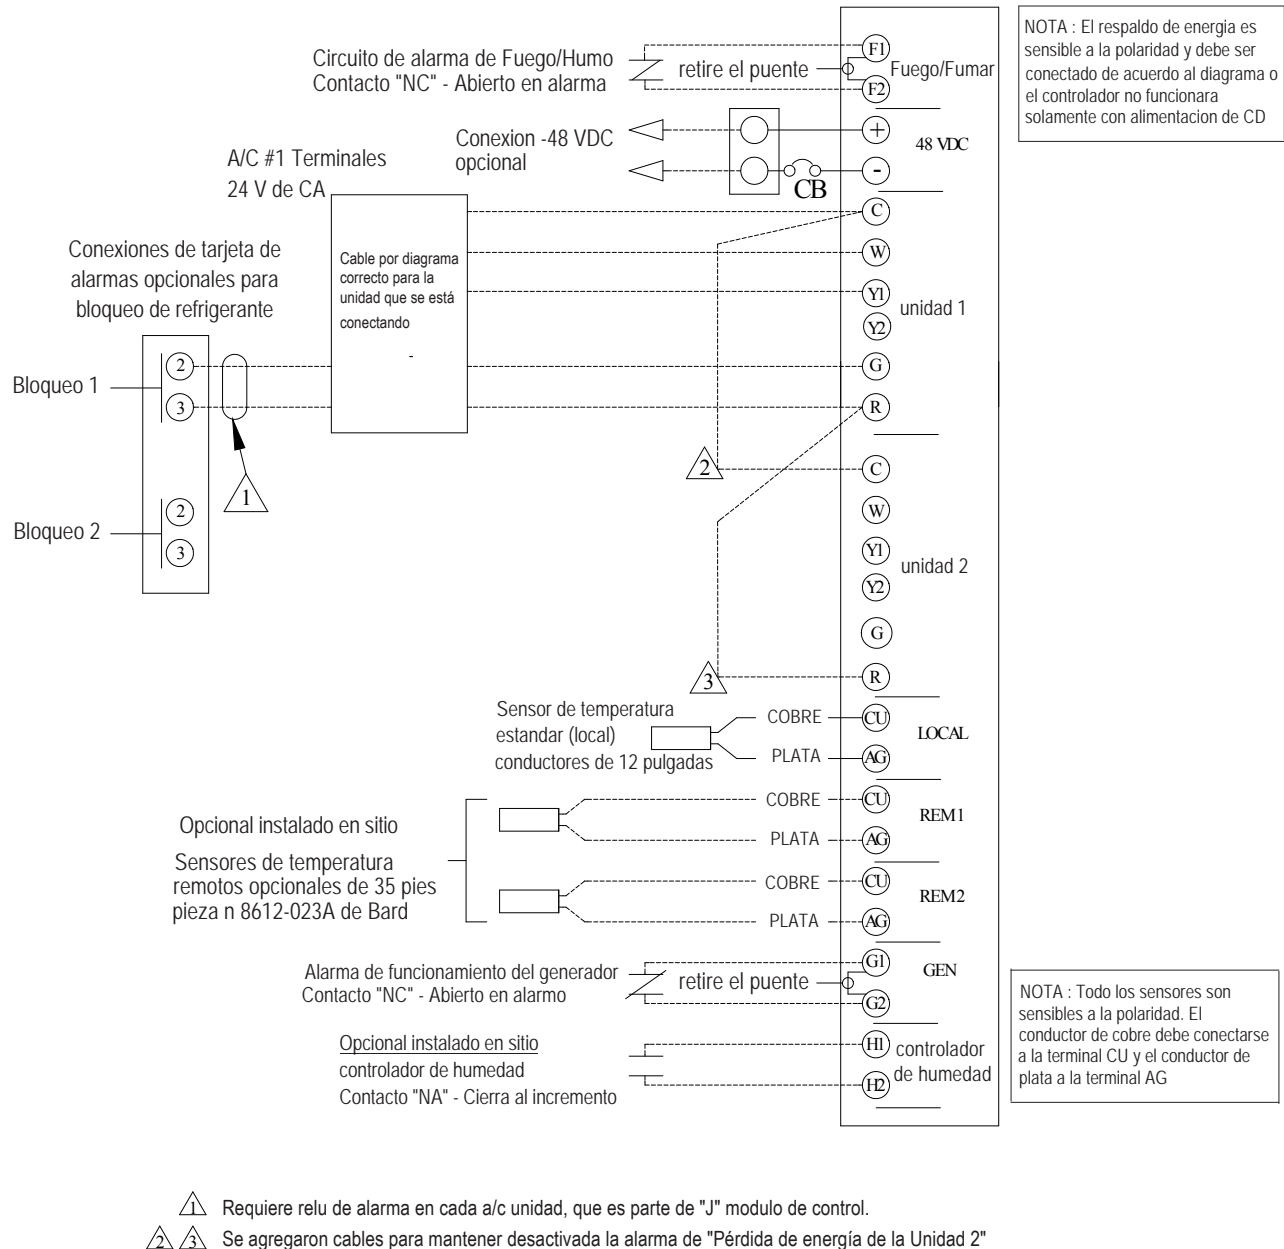 NOTA : El respaldo de energia es
sensible a la polaridad y debe ser
conectado de acuerdo al diagrama o
el controlador no funcionara
solamente con alimentacion de CD
Circuito de alarma de Fuego/Humo
Contacto "NC" - Abierto en alarma
retire el puente
F1
F2
Fuego/Fumar
Conexion -48 VDC
opcional
CB
+
-
48 VDC
A/C #1 Terminales
24 V de CA
Cable por diagrama
correcto para la
unidad que se está
conectando
-
C
W
Y1
Y2
G
R
unidad 1
Conexiones de tarjeta de
alarmas opcionales para
bloqueo de refrigerante
Bloqueo 1
2
3
1
Bloqueo 2
2
3
2
3
C
W
Y1
Y2
G
R
unidad 2
Sensor de temperatura
estandar (local)
conductores de 12 pulgadas
COBRE
PLATA
CU
AG
LOCAL
Opcional instalado en sitio
Sensores de temperatura
remotos opcionales de 35 pies
pieza n 8612-023A de Bard
COBRE
PLATA
CU
AG
REM1
COBRE
PLATA
CU
AG
REM2
Alarma de funcionamiento del generador
Contacto "NC" - Abierto en alarmo
retire el puente
G1
G2
GEN
Opcional instalado en sitio
controlador de humedad
Contacto "NA" - Cierra al incremento
H1
H2
controlador
de humedad
NOTA : Todo los sensores son
sensibles a la polaridad. El
conductor de cobre debe conectarse
a la terminal CU y el conductor de
plata a la terminal AG
1 Requiere relu de alarma en cada a/c unidad, que es parte de "J" modulo de control.
2 3 Se agregaron cables para mantener desactivada la alarma de "Pérdida de energía de la Unidad 2"